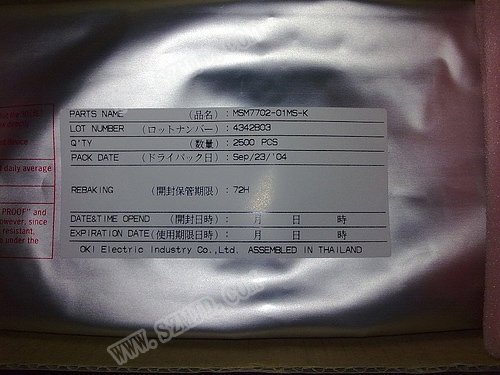 PARTS NAME (品名) : MSM7702-01MS-K
LOT NUMBER (ロットナンバー) : 4342B03
Q'TY (数量) : 2500 PCS
PACK DATE (ドライパック日) : Sep/23/'04
REBAKING (開封保管期限) : 72H
DATE&TIME OPEND (開封日時) : 月 日 時
EXPIRATION DATE (使用期限日時) : 月 日 時
OKI Electric Industry Co.,Ltd. ASSEMBLED IN THAILAND
daily average
PROOF" and
however, since
resistant,
under the